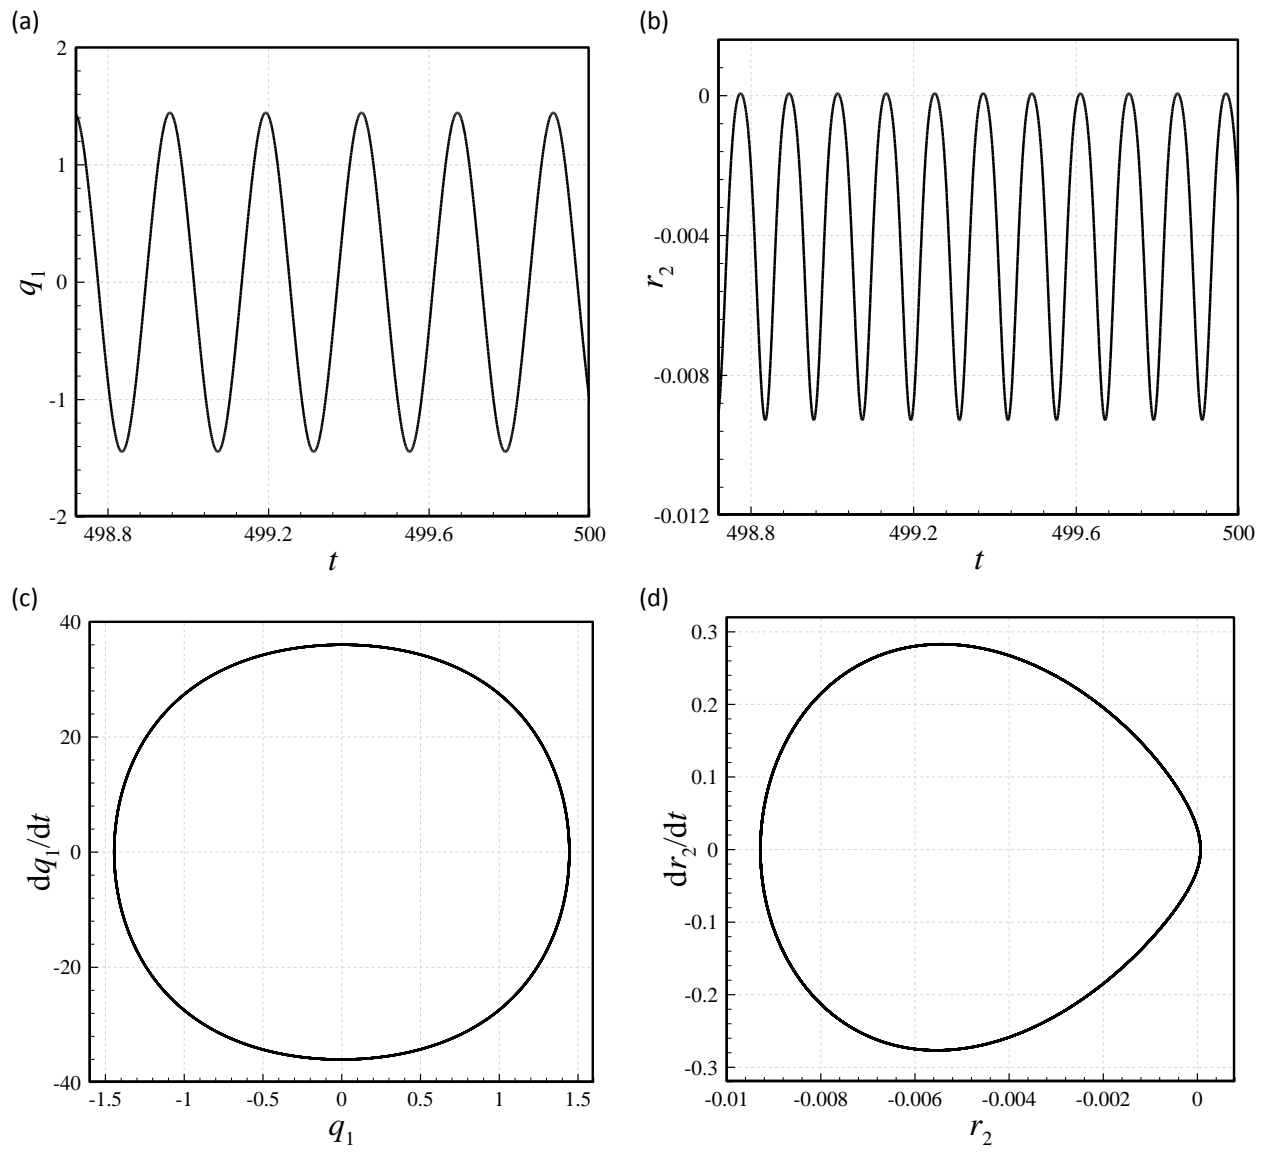 (a)
2
1
0
-1
-2
q₁
498.8 499.2 499.6 500
t
(b)
0
-0.004
-0.008
-0.012
r₂
498.8 499.2 499.6 500
t
(c)
40
20
0
-20
-40
dq₁/dt
-1.5 -1 -0.5 0 0.5 1 1.5
q₁
(d)
0.3
0.2
0.1
0
-0.1
-0.2
-0.3
dr₂/dt
-0.01 -0.008 -0.006 -0.004 -0.002 0
r₂